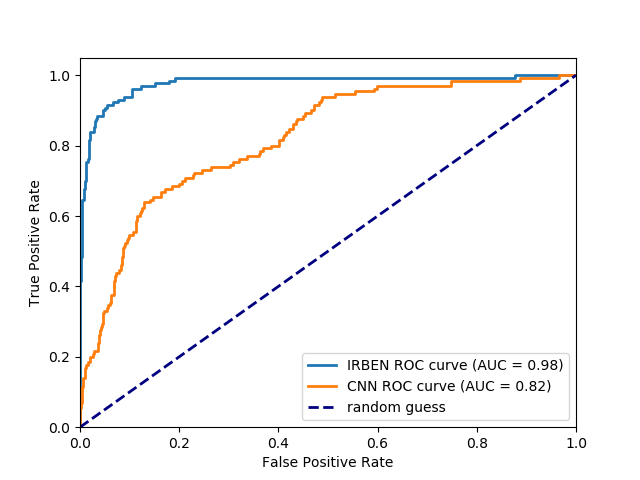 1.0
0.8
0.6
0.4
0.2
0.0
True Positive Rate
IRBEN ROC curve (AUC = 0.98)
CNN ROC curve (AUC = 0.82)
random guess
0.0 0.2 0.4 0.6 0.8 1.0
False Positive Rate